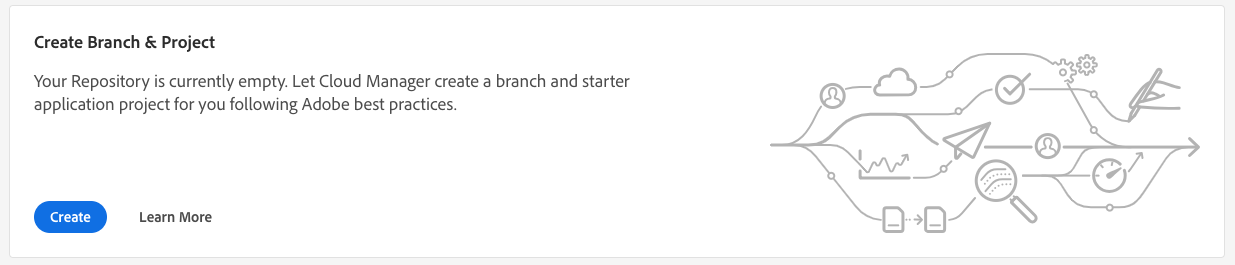 Create Branch & Project
Your Repository is currently empty. Let Cloud Manager create a branch and starter
application project for you following Adobe best practices.
Create
Learn More